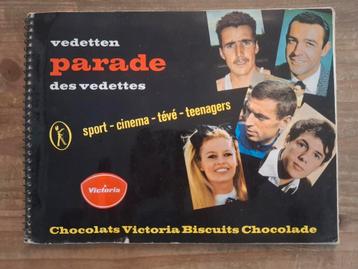 vedetten
parade
des vedettes
sport - cinema - tévé - teenagers
Victoria
Chocolats Victoria Biscuits Chocolade